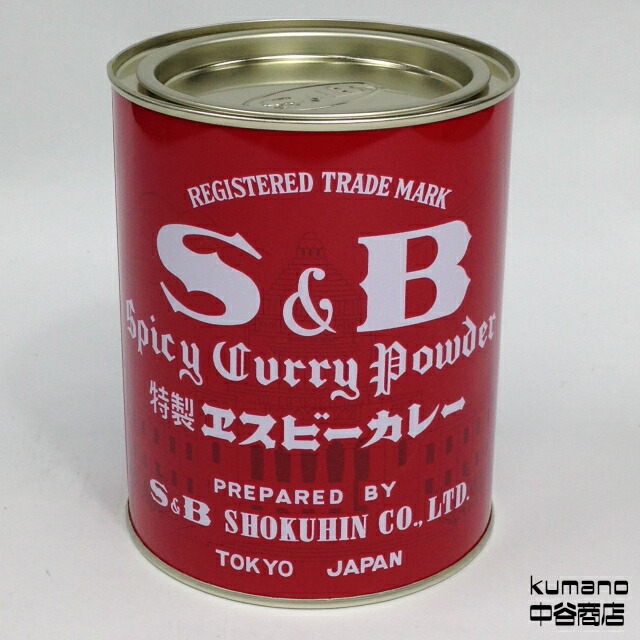 REGISTERED TRADE MARK
S & B
Spicy Curry Powder
特製 ヱスビーカレー
PREPARED BY
S&B SHOKUHIN CO., LTD.
TOKYO JAPAN
kumano
中谷商店